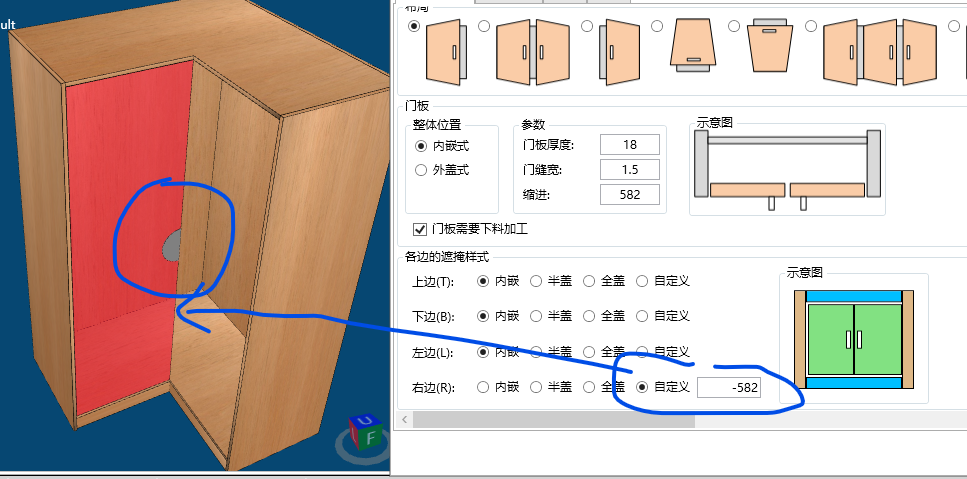 ult
布局
门板
整体位置
内嵌式
外盖式
参数
门板厚度: 18
门缝宽: 1.5
缩进: 582
示意图
门板需要下料加工
各边的遮掩样式
上边(T): 内嵌 半盖 全盖 自定义
下边(B): 内嵌 半盖 全盖 自定义
左边(L): 内嵌 半盖 全盖 自定义
右边(R): 内嵌 半盖 全盖 自定义 -582
示意图
U
F